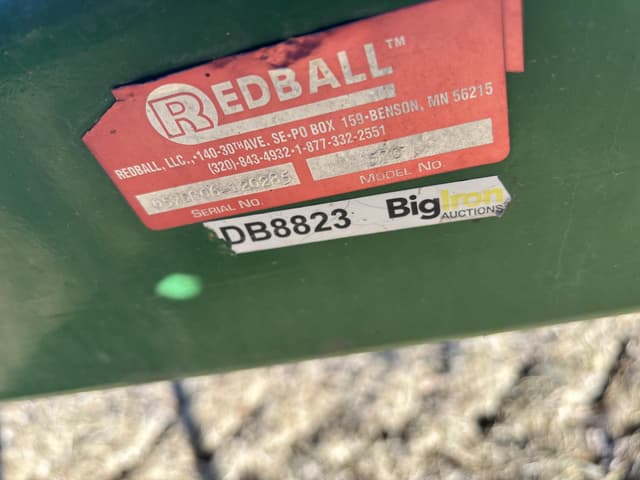 REDBALL™
REDBALL, LLC., 140-30TH AVE. SE-PO BOX 159-BENSON, MN 56215
(320)-843-4932-1-877-332-2551
SERIAL NO. MODEL NO.
DB8823 BigIron
AUCTIONS